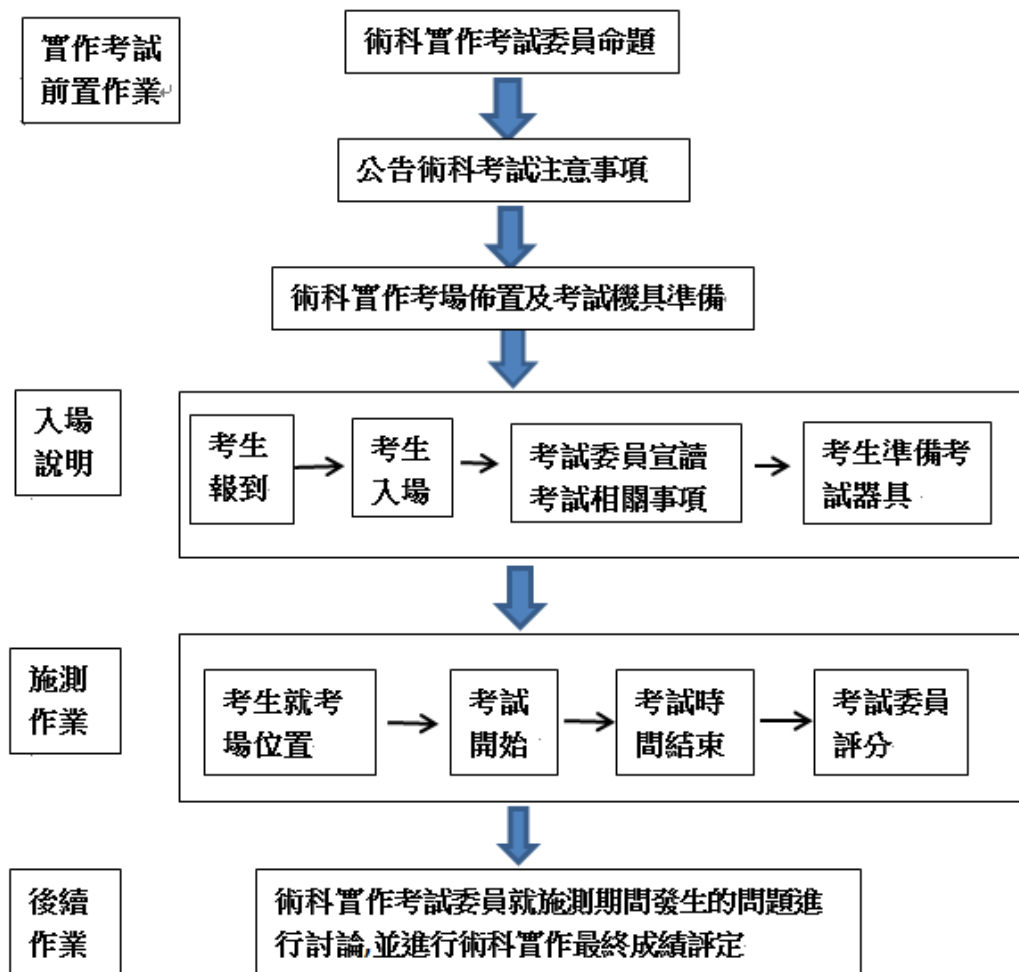 實作考試
前置作業
術科實作考試委員命題
公告術科考試注意事項
術科實作考場佈置及考試機具準備
入場
說明
考生
報到
考生
入場
考試委員宣讀
考試相關事項
考生準備考
試器具
施測
作業
考生就考
場位置
考試
開始
考試時
間結束
考試委員
評分
後續
作業
術科實作考試委員就施測期間發生的問題進
行討論,並進行術科實作最終成績評定